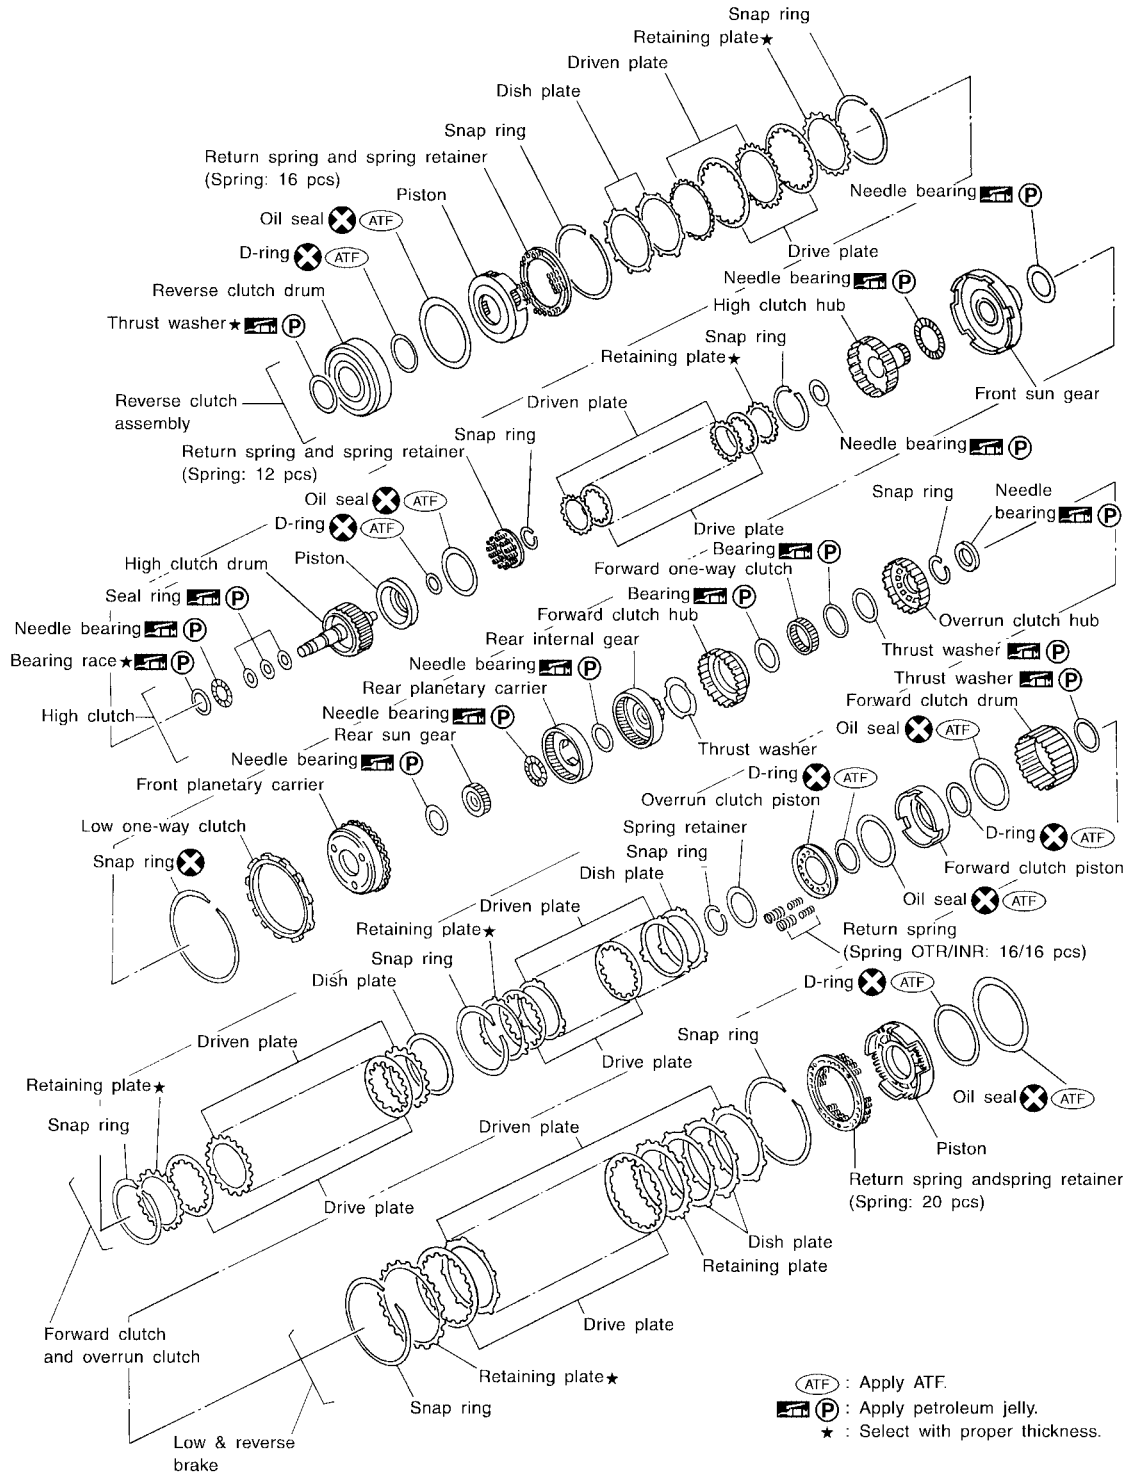 Snap ring
Retaining plate★
Driven plate
Dish plate
Snap ring
Return spring and spring retainer
(Spring: 16 pcs)
Piston
Oil seal ATF
D-ring ATF
Reverse clutch drum
Thrust washer★ P
Reverse clutch
assembly
Needle bearing P
Drive plate
Needle bearing P
High clutch hub
Snap ring
Retaining plate★
Driven plate
Front sun gear
Needle bearing P
Snap ring
Return spring and spring retainer
(Spring: 12 pcs)
Oil seal ATF
D-ring ATF
Piston
High clutch drum
Seal ring P
Needle bearing P
Bearing race★ P
High clutch
Drive plate
Snap ring
Needle
bearing P
Bearing P
Forward one-way clutch
Bearing P
Forward clutch hub
Rear internal gear
Needle bearing P
Rear planetary carrier
Needle bearing P
Rear sun gear
Needle bearing P
Front planetary carrier
Low one-way clutch
Snap ring
Overrun clutch hub
Thrust washer P
Thrust washer P
Forward clutch drum
Oil seal ATF
Thrust washer
D-ring ATF
Overrun clutch piston
Spring retainer
Snap ring
Dish plate
Driven plate
Retaining plate★
Snap ring
Dish plate
Driven plate
Retaining plate★
Snap ring
D-ring ATF
Forward clutch piston
Oil seal ATF
Return spring
(Spring OTR/INR: 16/16 pcs)
D-ring ATF
Snap ring
Drive plate
Driven plate
Drive plate
Oil seal ATF
Piston
Return spring andspring retainer
(Spring: 20 pcs)
Dish plate
Retaining plate
Drive plate
Forward clutch
and overrun clutch
Retaining plate★
Snap ring
Low & reverse
brake
ATF : Apply ATF.
P : Apply petroleum jelly.
★ : Select with proper thickness.